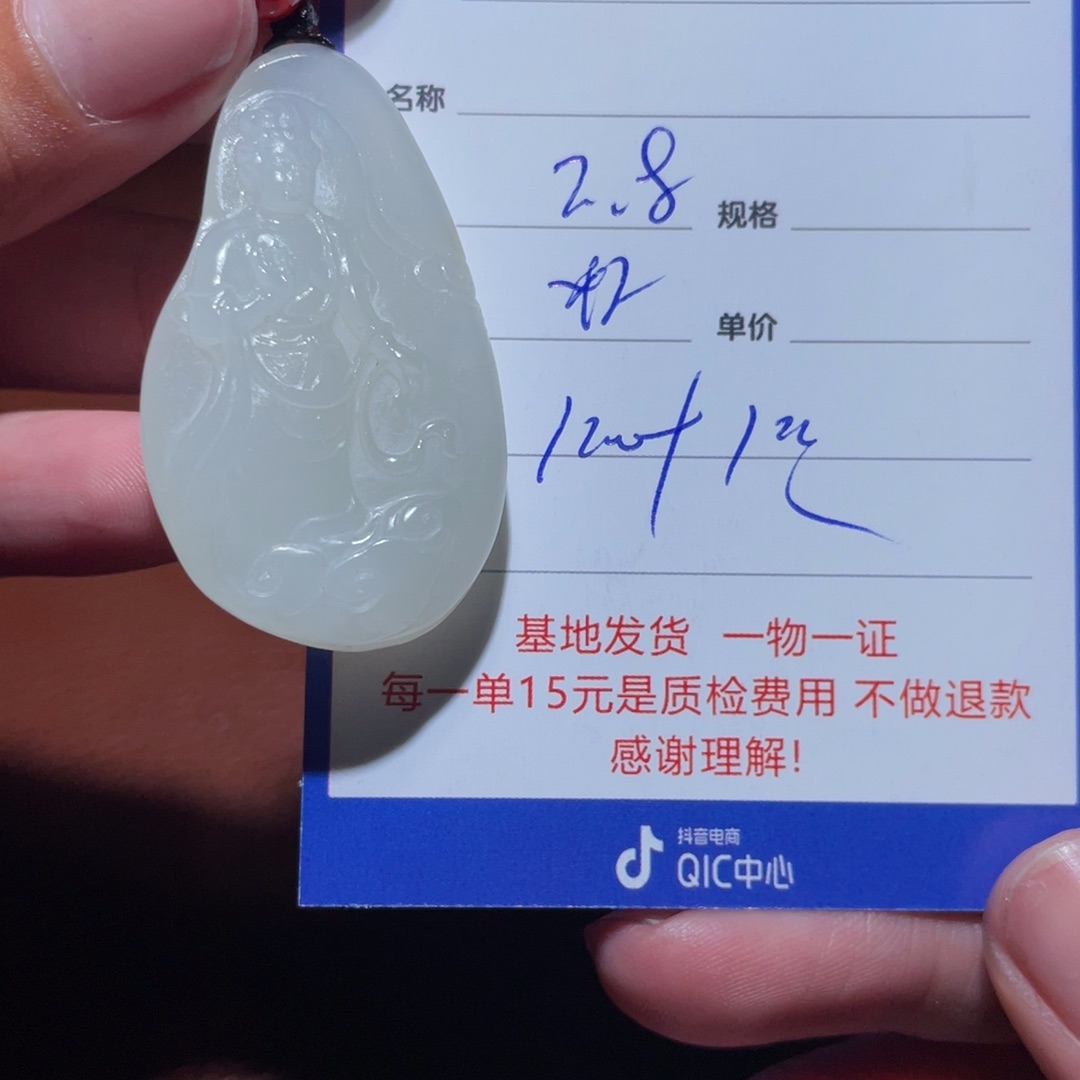 名称
2.8 规格
单价
基地发货 一物一证
每一单15元是质检费用 不做退款
感谢理解!
抖音电商
QIC中心